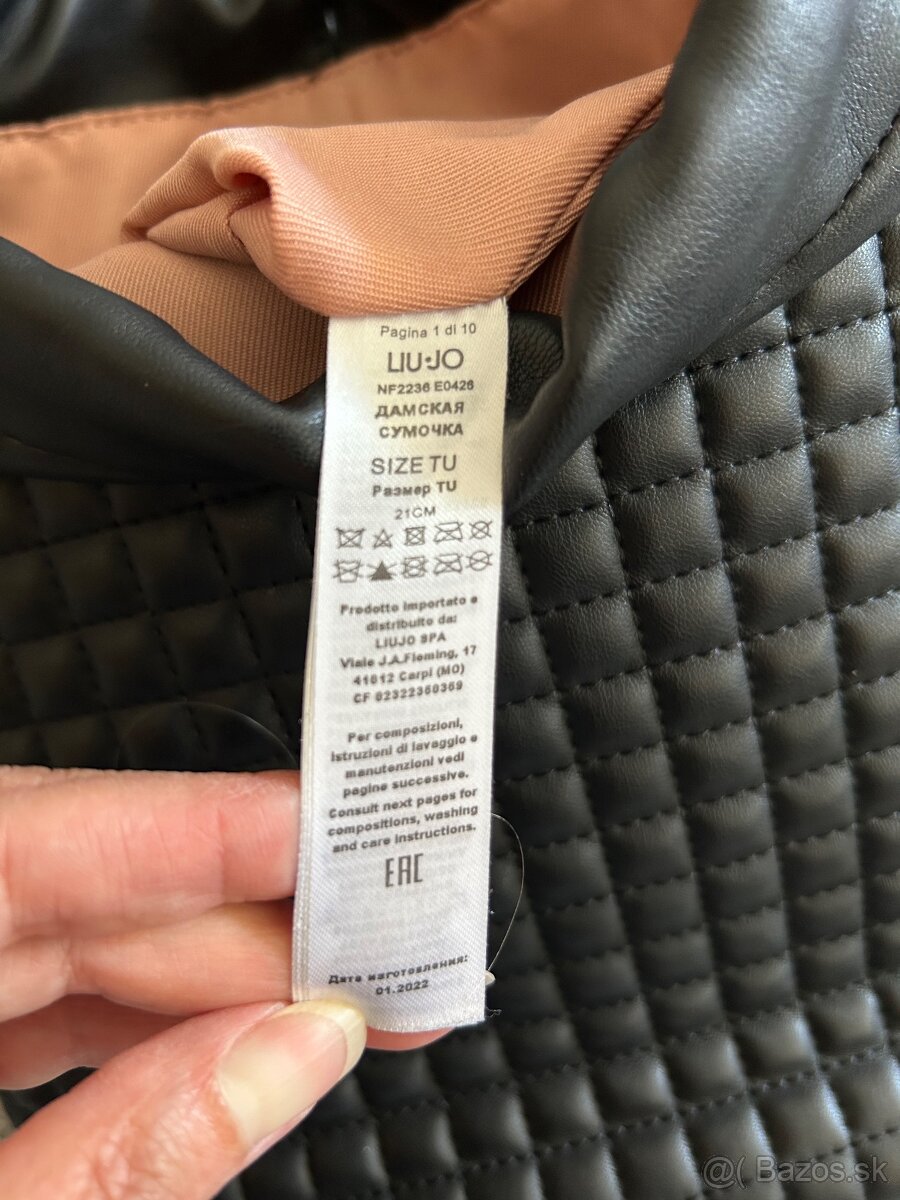 Pagina 1 di 10
LIU·JO
NF2236 E0426
ДАМСКАЯ
СУМОЧКА
SIZE TU
Размер TU
21CM
Prodotto importato e
distribuito da:
LIUJO SPA
Viale J.A.Fleming, 17
41012 Carpi (MO)
CF 02322360369
Per composizioni,
istruzioni di lavaggio e
manutenzioni vedi
pagine successive.
Consult next pages for
compositions, washing
and care instructions.
EAC
Дата изготовления:
01.2022
@( Bazos.sk